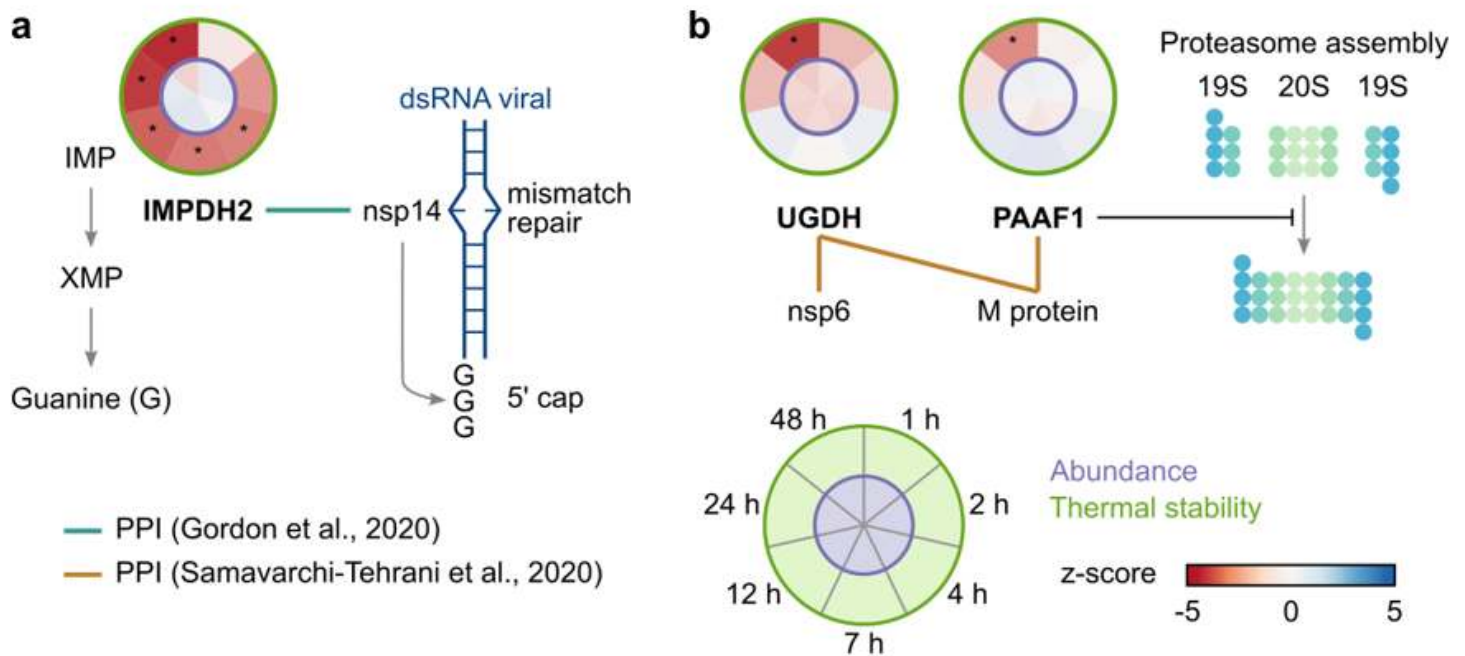 a
* * * * *
IMP
XMP
Guanine (G)
IMPDH2
nsp14
dsRNA viral
mismatch
repair
G
G
G
5' cap
PPI (Gordon et al., 2020)
PPI (Samavarchi-Tehrani et al., 2020)
b
* *
Proteasome assembly
19S 20S 19S
UGDH
PAAF1
nsp6
M protein
48 h
1 h
24 h
2 h
12 h
4 h
7 h
Abundance
Thermal stability
z-score
-5 0 5